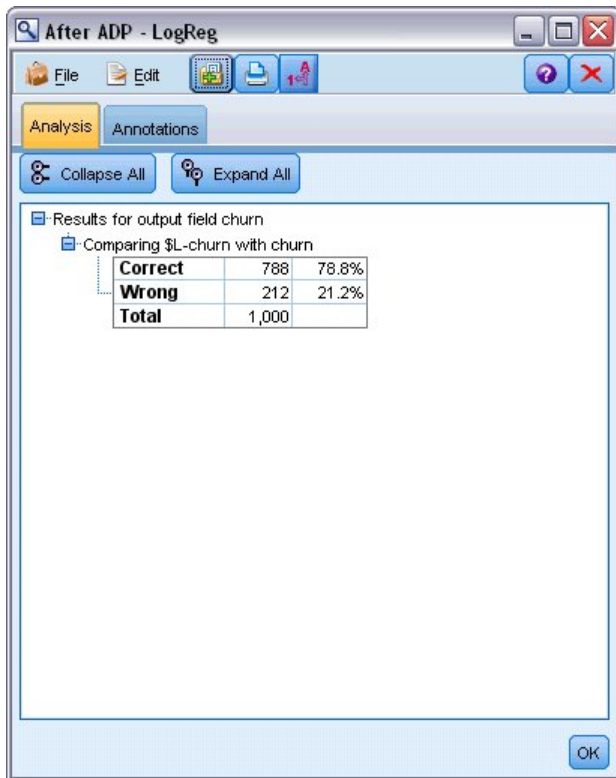 After ADP - LogReg
File Edit
Analysis Annotations
Collapse All Expand All
Results for output field churn
Comparing $L-churn with churn
Correct 788 78.8%
Wrong 212 21.2%
Total 1,000
OK